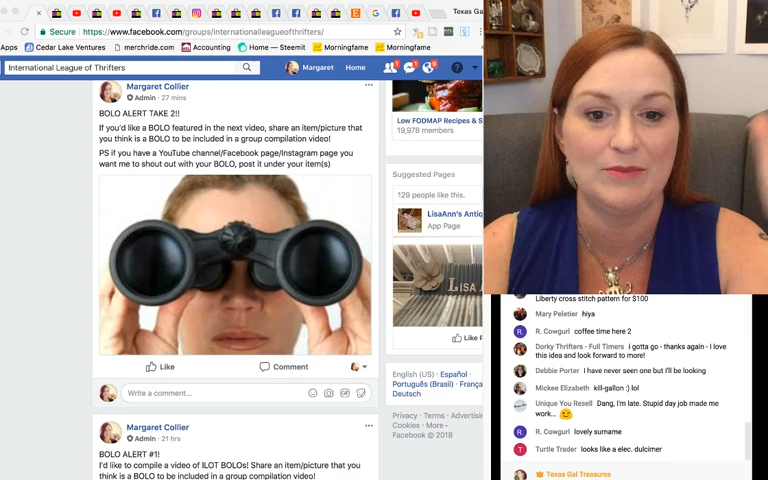 Texas Gal
Secure https://www.facebook.com/groups/internationalleagueofthrifters/
Apps Cedar Lake Ventures merchride.com Accounting Home :: Steemit Morningfame Morningfame
International League of Thrifters
Margaret Home
1 1 9
Margaret Collier
Admin · 27 mins
BOLO ALERT TAKE 2!!
If you'd like a BOLO featured in the next video, share an item/picture that
you think is a BOLO to be included in a group compilation video!
PS if you have a YouTube channel/Facebook page/Instagram page you
want me to shout out with your BOLO, post it under your item(s)
Like Comment
Write a comment...
GIF
Margaret Collier
Admin · 21 hrs
BOLO ALERT #1!
I'd like to compile a video of ILOT BOLOs! Share an item/picture that you
think is a BOLO to be included in a group compilation video!
Low FODMAP Recipes & S
19,978 members
Suggested Pages
129 people like this.
LisaAnn's Antiq
App Page
LISA
Like P
English (US) · Español ·
Português (Brasil) · França
Deutsch
Privacy · Terms · Advertisin
Cookies · More
Facebook © 2018
Liberty cross stitch pattern for $100
Mary Peletier hiya
R. Cowgurl coffee time here 2
Dorky Thrifters - Full Timers i gotta go - thanks again - I love
this idea and look forward to more!
Debbie Porter I have never seen one but I'll be looking
Mickee Elizabeth kill-gallon :) lol
Unique You Resell Dang, I'm late. Stupid day job made me
work...
R. Cowgurl lovely surname
Turtle Trader looks like a elec. dulcimer
Texas Gal Treasures